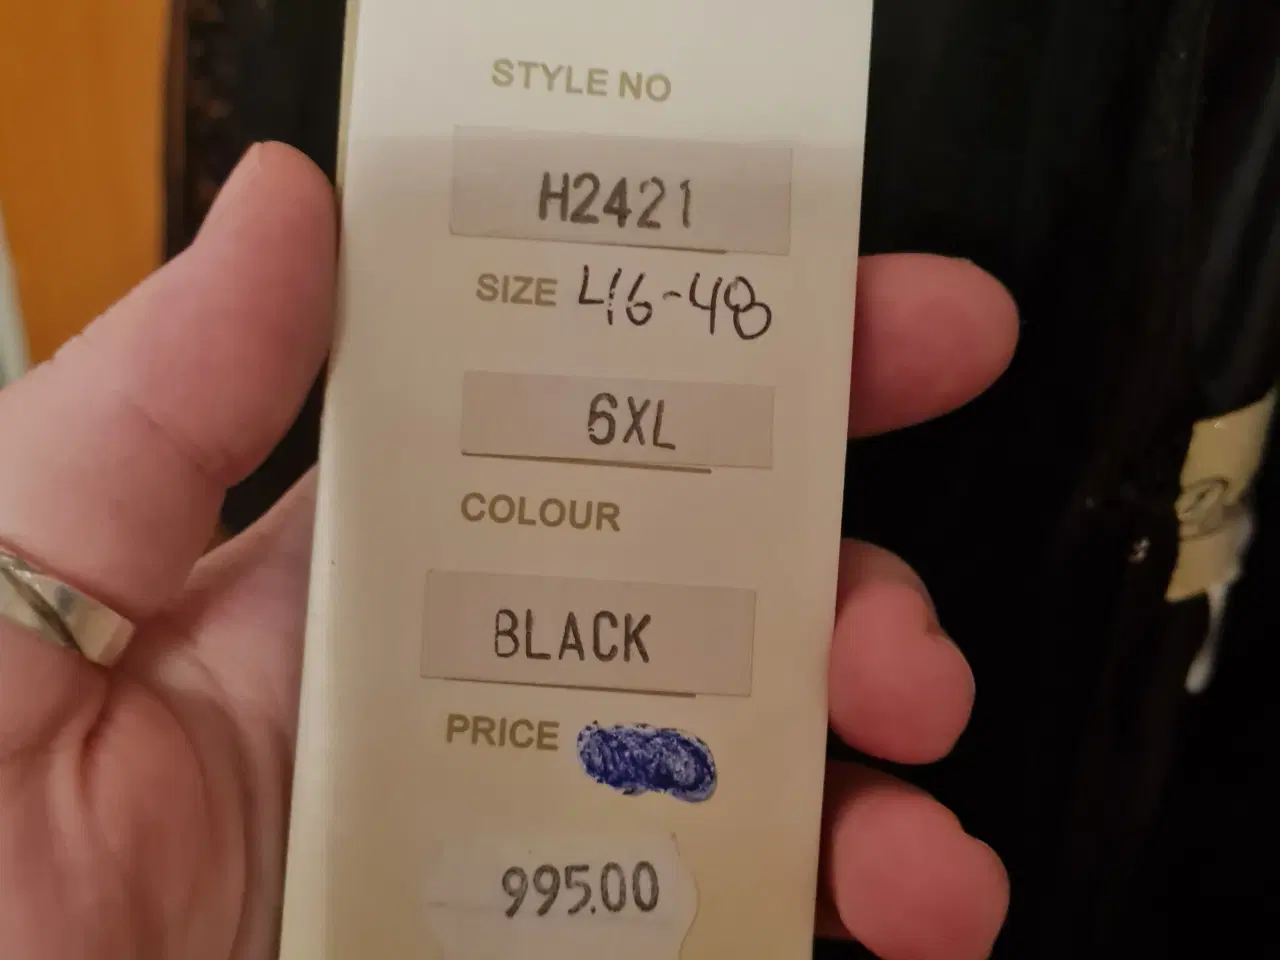 STYLE NO
H2421
SIZE 46-48
6XL
COLOUR
BLACK
PRICE
995.00